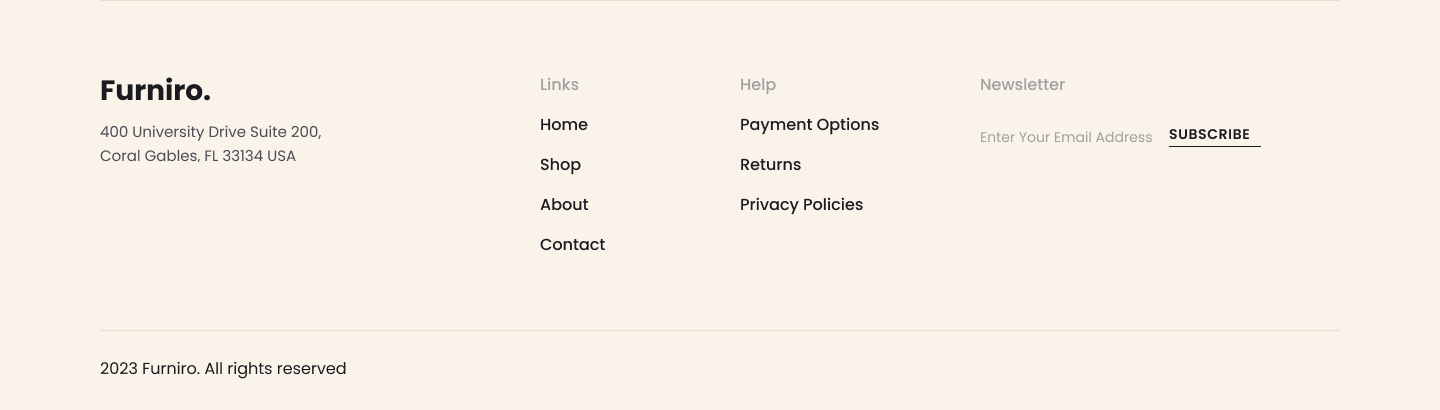 Furniro.
400 University Drive Suite 200,
Coral Gables, FL 33134 USA
Links
Home
Shop
About
Contact
Help
Payment Options
Returns
Privacy Policies
Newsletter
Enter Your Email Address
SUBSCRIBE
2023 Furniro. All rights reserved